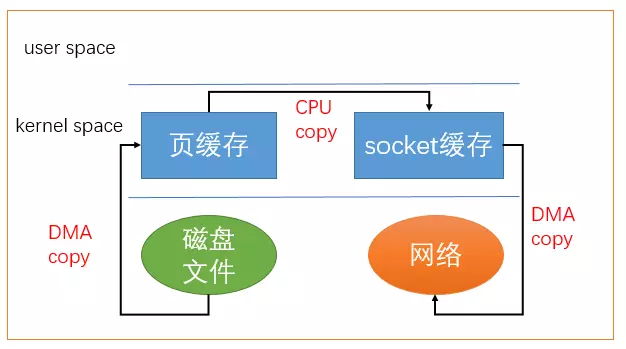 user space
CPU
copy
kernel space
页缓存
socket缓存
DMA
copy
磁盘
文件
网络
DMA
copy